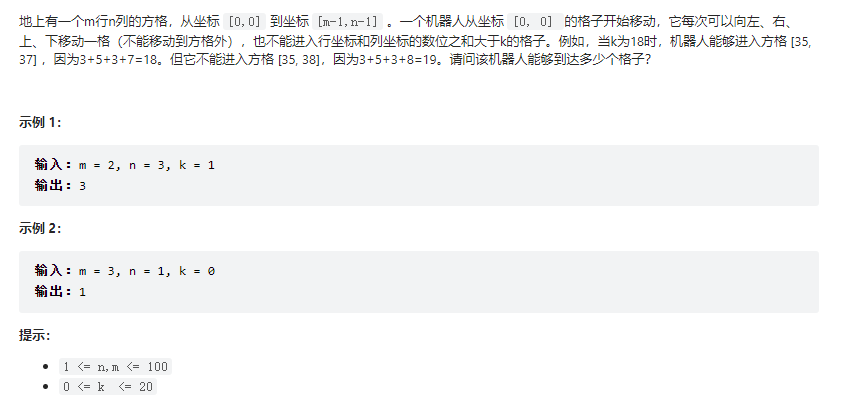 地上有一个m行n列的方格，从坐标 [0,0] 到坐标 [m-1,n-1] 。一个机器人从坐标 [0, 0] 的格子开始移动，它每次可以向左、右、
上、下移动一格（不能移动到方格外），也不能进入行坐标和列坐标的数位之和大于k的格子。例如，当k为18时，机器人能够进入方格 [35,
37] ，因为3+5+3+7=18。但它不能进入方格 [35, 38]，因为3+5+3+8=19。请问该机器人能够到达多少个格子？
示例 1：
输入：m = 2, n = 3, k = 1
输出：3
示例 2：
输入：m = 3, n = 1, k = 0
输出：1
提示：
• 1 <= n,m <= 100
• 0 <= k <= 20